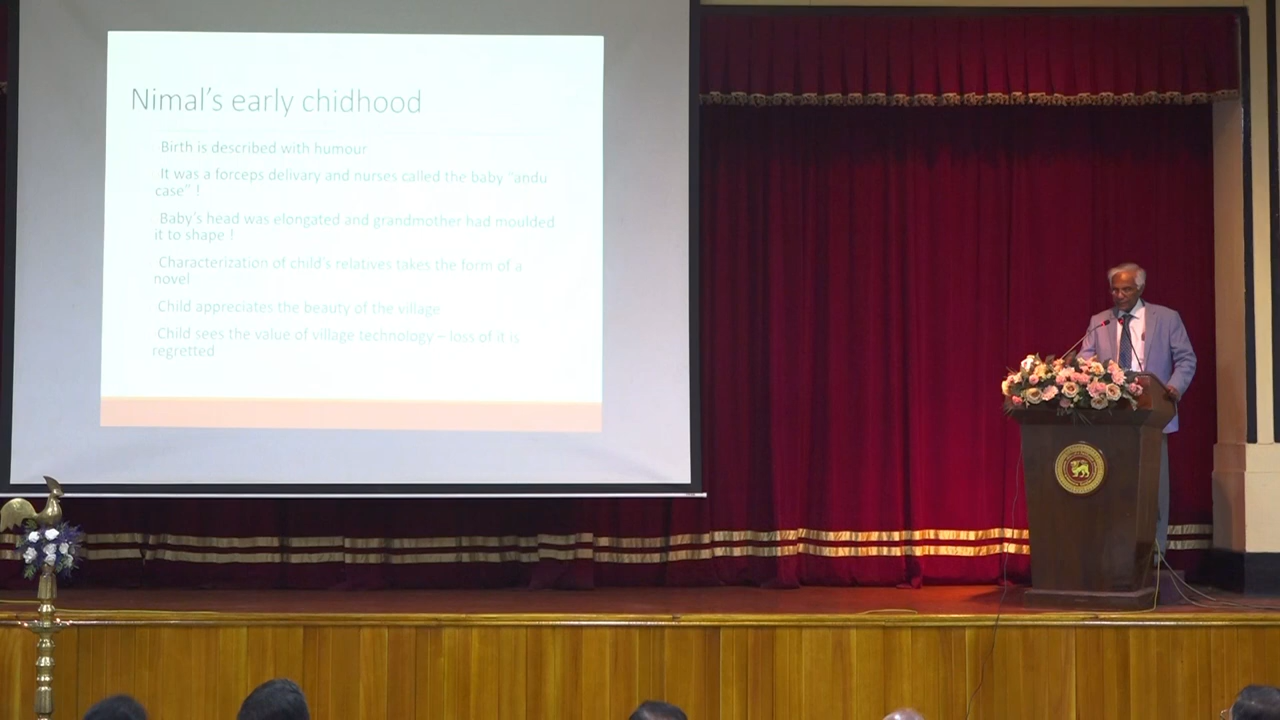 Nimal's early chidhood
Birth is described with humour
It was a forceps delivary and nurses called the baby "andu
case" !
Baby's head was elongated and grandmother had moulded
it to shape !
Characterization of child's relatives takes the form of a
novel
Child appreciates the beauty of the village
Child sees the value of village technology – loss of it is
regretted